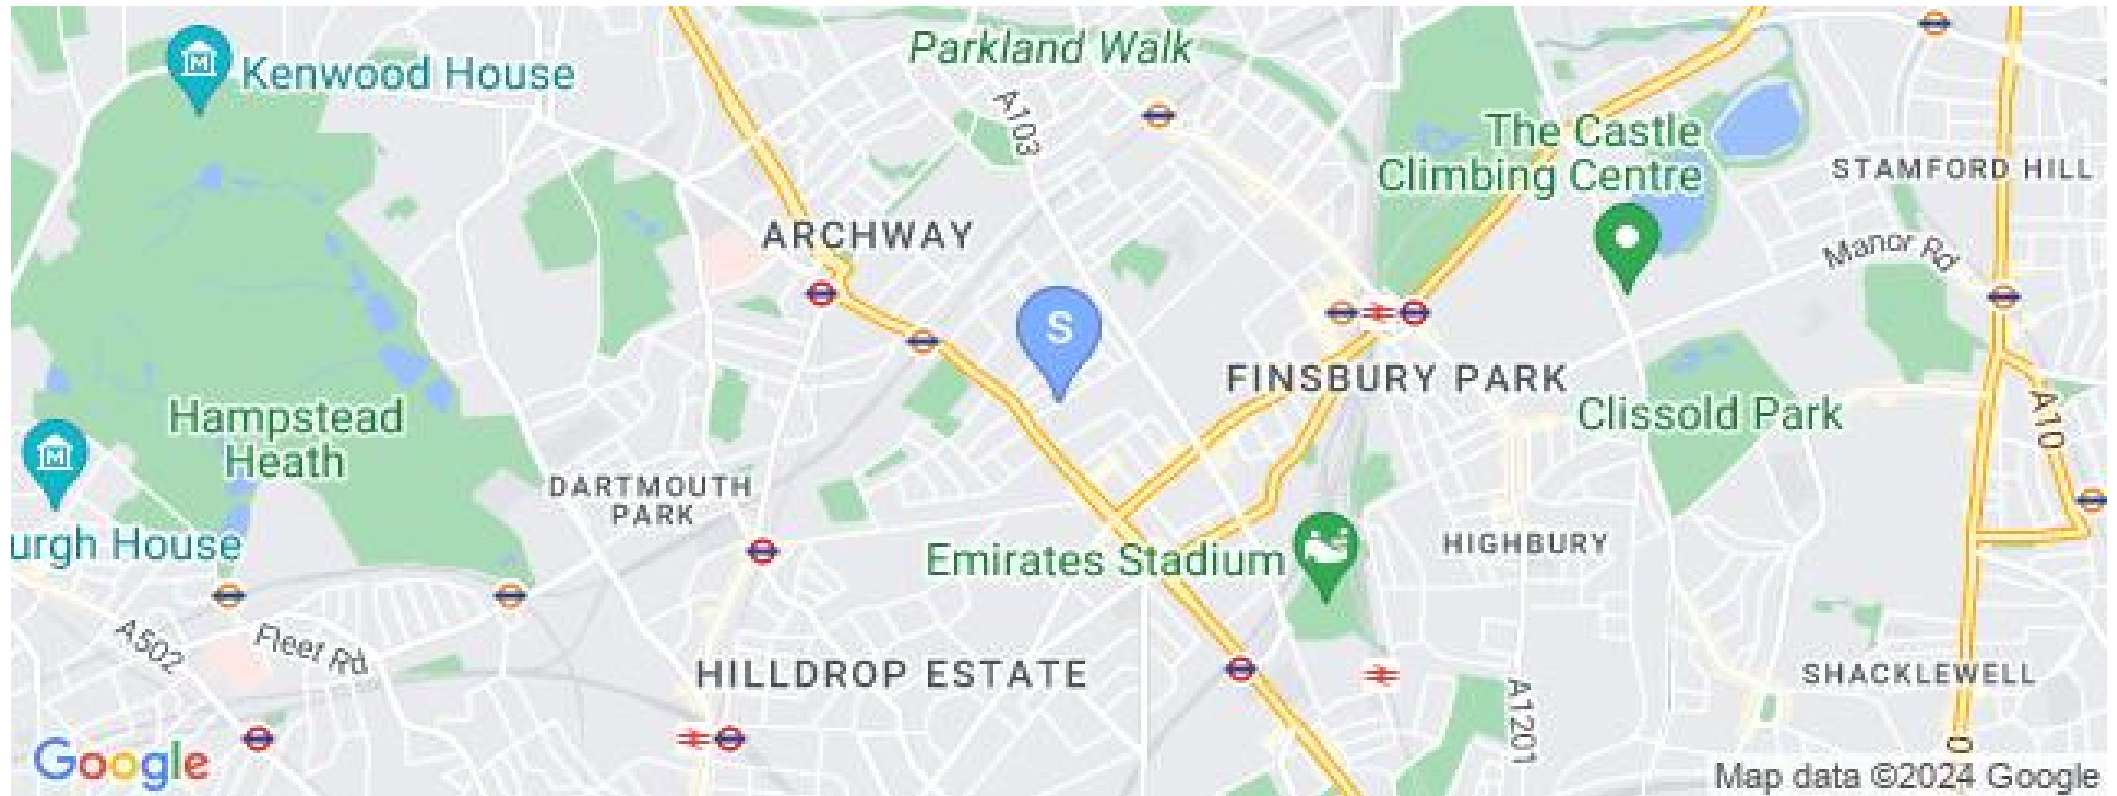 Parkland Walk
Kenwood House
A103
The Castle
Climbing Centre
STAMFORD HILL
ARCHWAY
Manor Rd
S
FINSBURY PARK
Clissold Park
A10
Hampstead
Heath
DARTMOUTH
PARK
urgh House
Emirates Stadium
HIGHBURY
A502
Fleet Rd
HILLDROP ESTATE
SHACKLEWELL
A1201
0
Google
Map data ©2024 Google